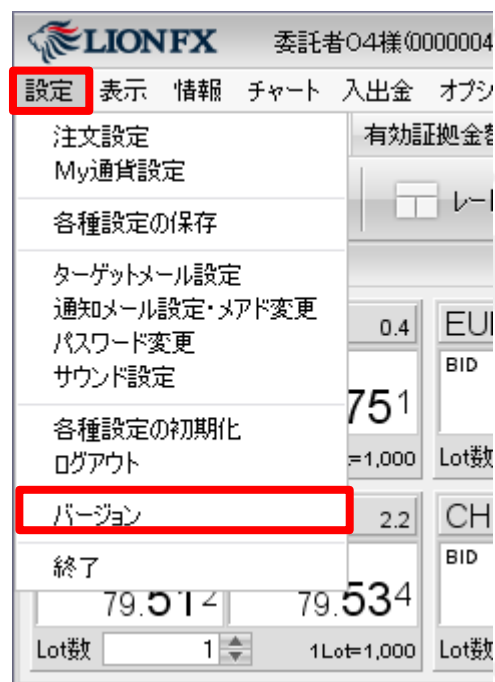 LION FX 委託者04様(0000004
設定 表示 情報 チャート 入出金 オプシ
注文設定
有効証拠金
My通貨設定
レー
各種設定の保存
ターゲットメール設定
通知メール設定・メアド変更
0.4 EU
パスワード変更
BID
サウンド設定
751
各種設定の初期化
=1,000 Lot数
ログアウト
バージョン
2.2 CH
BID
終了
79.512 79.534
Lot数 1 1Lot=1,000 Lot数